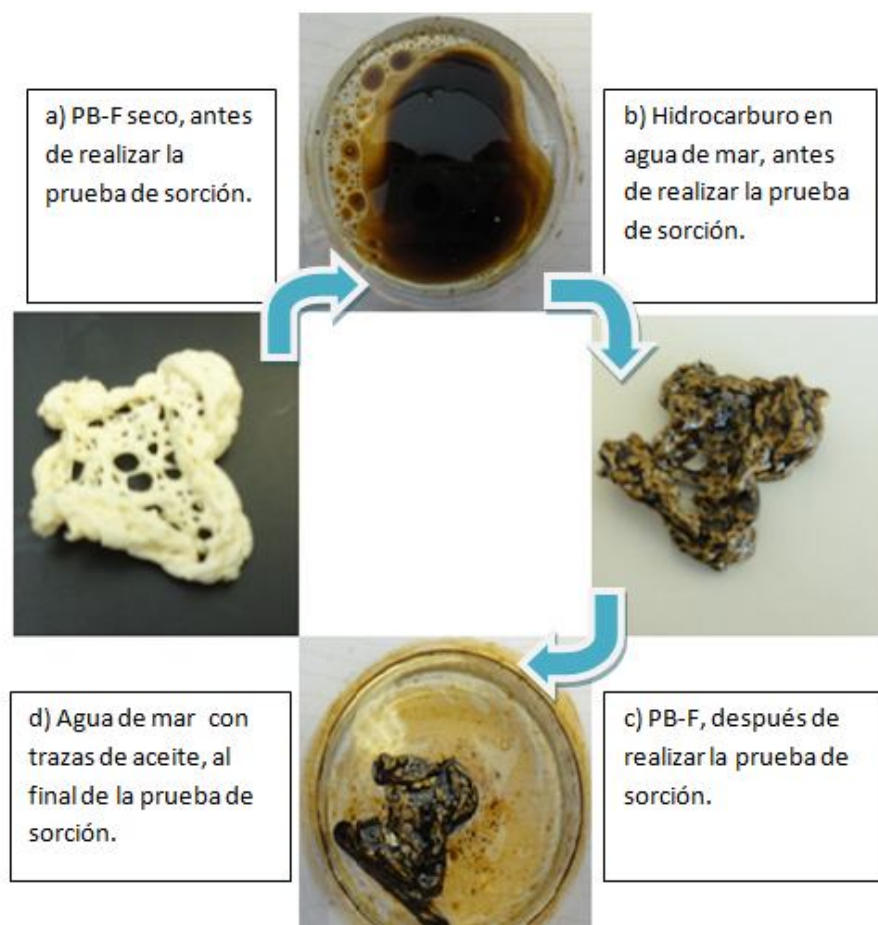 a) PB-F seco, antes
de realizar la
prueba de sorción.
b) Hidrocarburo en
agua de mar, antes
de realizar la prueba
de sorción.
d) Agua de mar con
trazas de aceite, al
final de la prueba de
sorción.
c) PB-F, después de
realizar la prueba de
sorción.